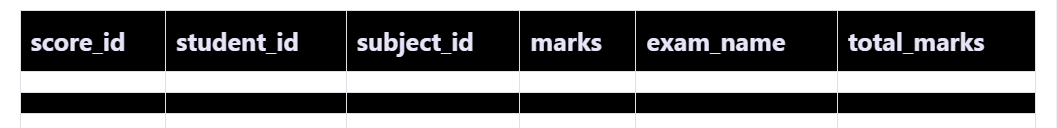 score_id student_id subject_id marks exam_name total_marks